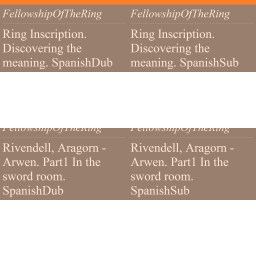 FellowshipOfTheRing FellowshipOfTheRing
Ring Inscription. Ring Inscription.
Discovering the Discovering the
meaning. SpanishDub meaning. SpanishSub
FellowshipOfTheRing FellowshipOfTheRing
Rivendell, Aragorn - Rivendell, Aragorn -
Arwen. Part1 In the Arwen. Part1 In the
sword room. sword room.
SpanishDub SpanishSub